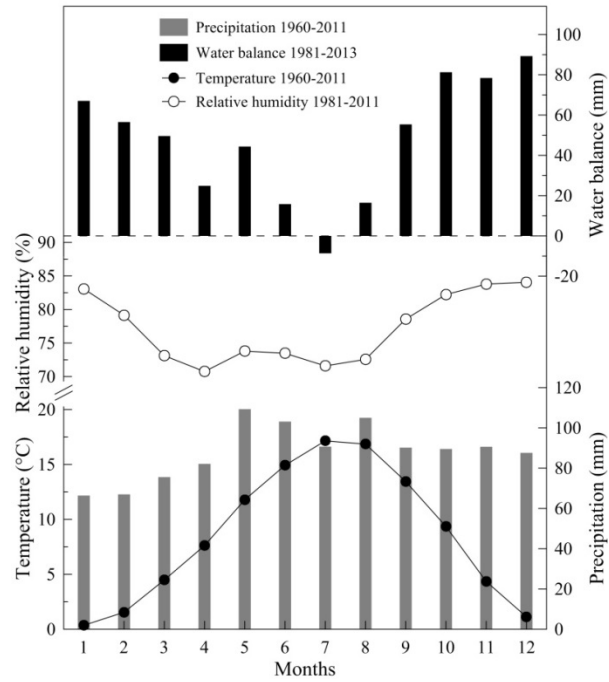 Precipitation 1960-2011
Water balance 1981-2013
Temperature 1960-2011
Relative humidity 1981-2011
100
80
60
40
20
0
-20
Water balance (mm)
90
85
80
75
70
Relative humidity (%)
20
15
10
5
0
Temperature (°C)
120
100
80
60
40
20
0
Precipitation (mm)
1 2 3 4 5 6 7 8 9 10 11 12
Months